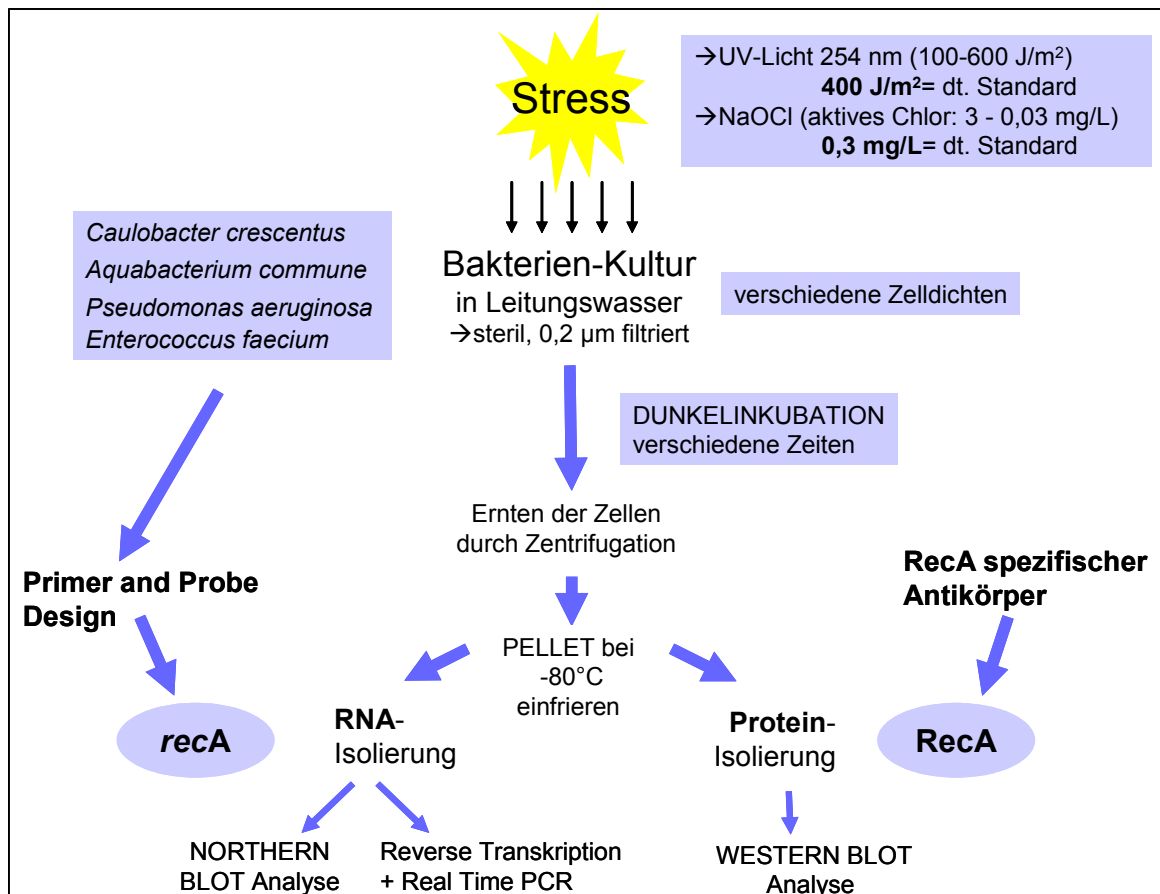 Stress
→UV-Licht 254 nm (100-600 J/m²)
400 J/m²= dt. Standard
→NaOCl (aktives Chlor: 3 - 0,03 mg/L)
0,3 mg/L= dt. Standard
Caulobacter crescentus
Aquabacterium commune
Pseudomonas aeruginosa
Enterococcus faecium
Bakterien-Kultur
in Leitungswasser
→steril, 0,2 µm filtriert
verschiedene Zelldichten
DUNKELINKUBATION
verschiedene Zeiten
Ernten der Zellen
durch Zentrifugation
Primer and Probe
Design
RecA spezifischer
Antikörper
PELLET bei
-80°C
einfrieren
recA
RNA-
Isolierung
Protein-
Isolierung
RecA
NORTHERN
BLOT Analyse
Reverse Transkription
+ Real Time PCR
WESTERN BLOT
Analyse